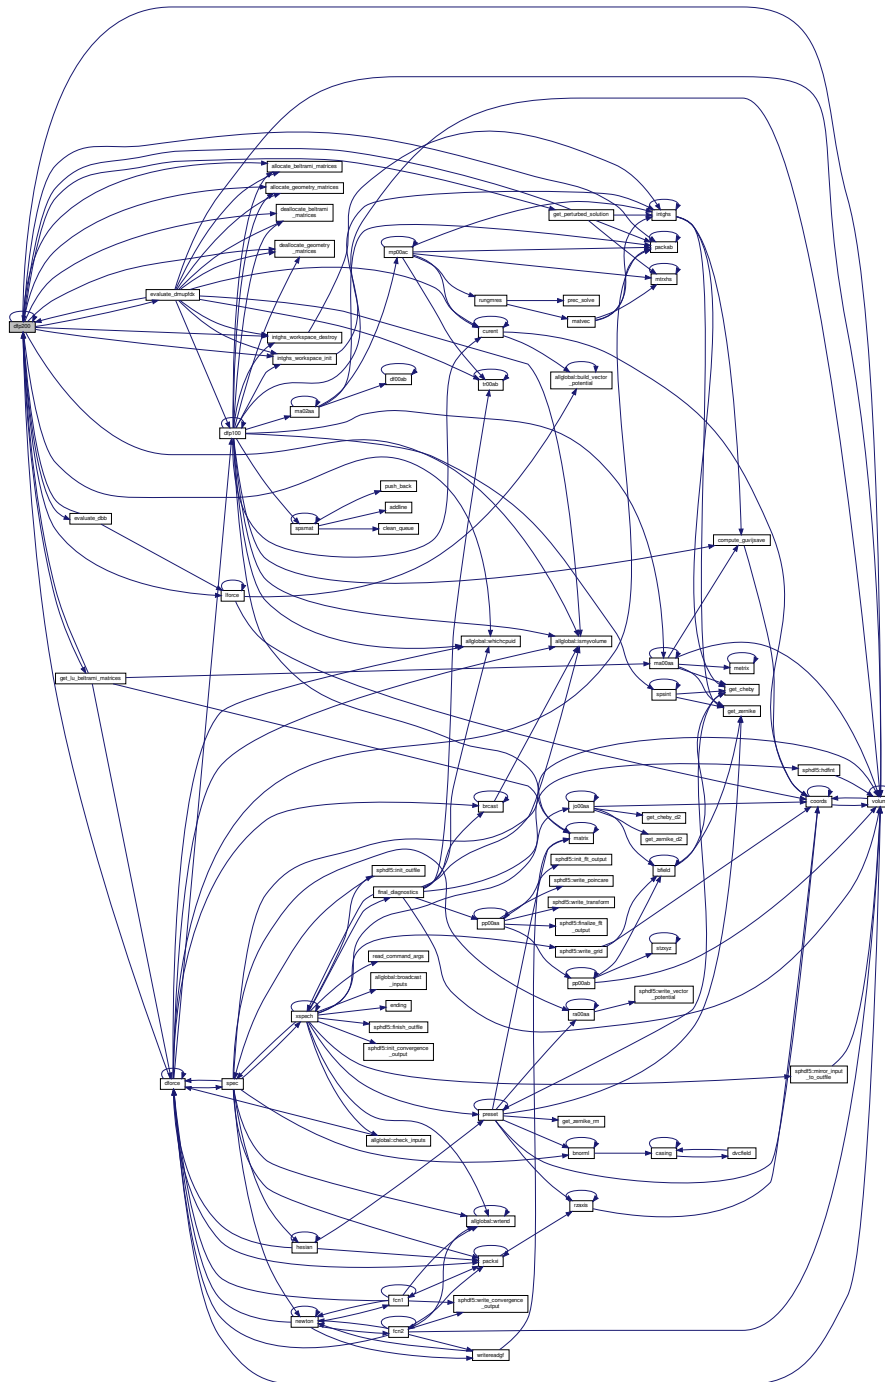 allocate_beltrami_matrices
allocate_geometry_matrices
deallocate_beltrami
_matrices
deallocate_geometry
_matrices
get_perturbed_solution
intghs
packab
mtrxhs
mp00ac
evaluate_dmupfdx
rungmres
prec_solve
matvec
dfp200
intghs_workspace_destroy
curent
intghs_workspace_init
df00ab
tr00ab
allglobal::build_vector
_potential
ma02aa
dfp100
push_back
addline
evaluate_dbb
spsmat
clean_queue
compute_guvijsave
lforce
allglobal::whichcpuid
allglobal::ismyvolume
ma00aa
metrix
get_lu_beltrami_matrices
get_cheby
spsint
get_zernike
sphdf5::hdfint
brcast
jo00aa
coords
volume
get_cheby_d2
matrix
get_zernike_d2
sphdf5::init_flt_output
sphdf5::init_outfile
bfield
sphdf5::write_poincare
final_diagnostics
sphdf5::write_transform
pp00aa
sphdf5::finalize_flt
_output
read_command_args
sphdf5::write_grid
stzxyz
allglobal::broadcast
_inputs
pp00ab
sphdf5::write_vector
_potential
ending
xspech
ra00aa
sphdf5::finish_outfile
sphdf5::init_convergence
_output
sphdf5::mirror_input
_to_outfile
dforce
spec
preset
get_zernike_rm
allglobal::check_inputs
bnorml
casing
dvcfield
rzaxis
allglobal::wrtend
hesian
packxi
fcn1
sphdf5::write_convergence
_output
newton
fcn2
writereadgf